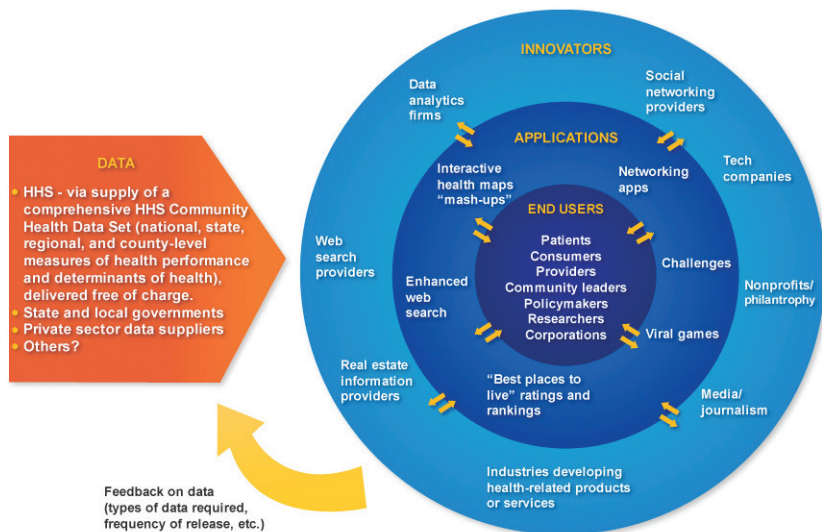 DATA
• HHS - via supply of a
comprehensive HHS Community
Health Data Set (national, state,
regional, and county-level
measures of health performance
and determinants of health),
delivered free of charge.
• State and local governments
• Private sector data suppliers
• Others?
INNOVATORS
Data
analytics
firms
Social
networking
providers
Tech
companies
Web
search
providers
Nonprofits/
philantrophy
Real estate
information
providers
Media/
journalism
Industries developing
health-related products
or services
APPLICATIONS
Interactive
health maps
“mash-ups”
Networking
apps
Enhanced
web
search
Challenges
Viral games
“Best places to
live” ratings and
rankings
END USERS
Patients
Consumers
Providers
Community leaders
Policymakers
Researchers
Corporations
Feedback on data
(types of data required,
frequency of release, etc.)